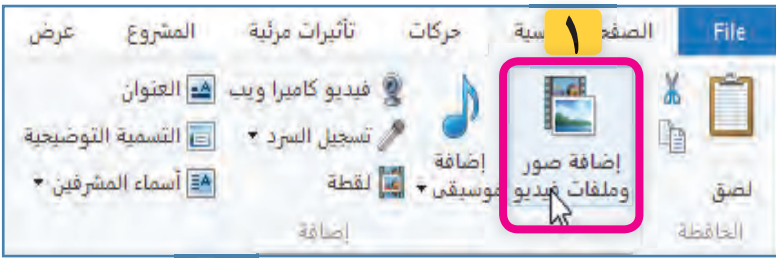 File الصفحة الرئيسية حركات تأثيرات مرئية المشروع عرض
١
لصق
الحافظة
إضافة صور
وملفات فيديو
إضافة
موسيقى
فيديو كاميرا ويب
تسجيل السرد
لقطة
العنوان
التسمية التوضيحية
أسماء المشرفين
إضافة